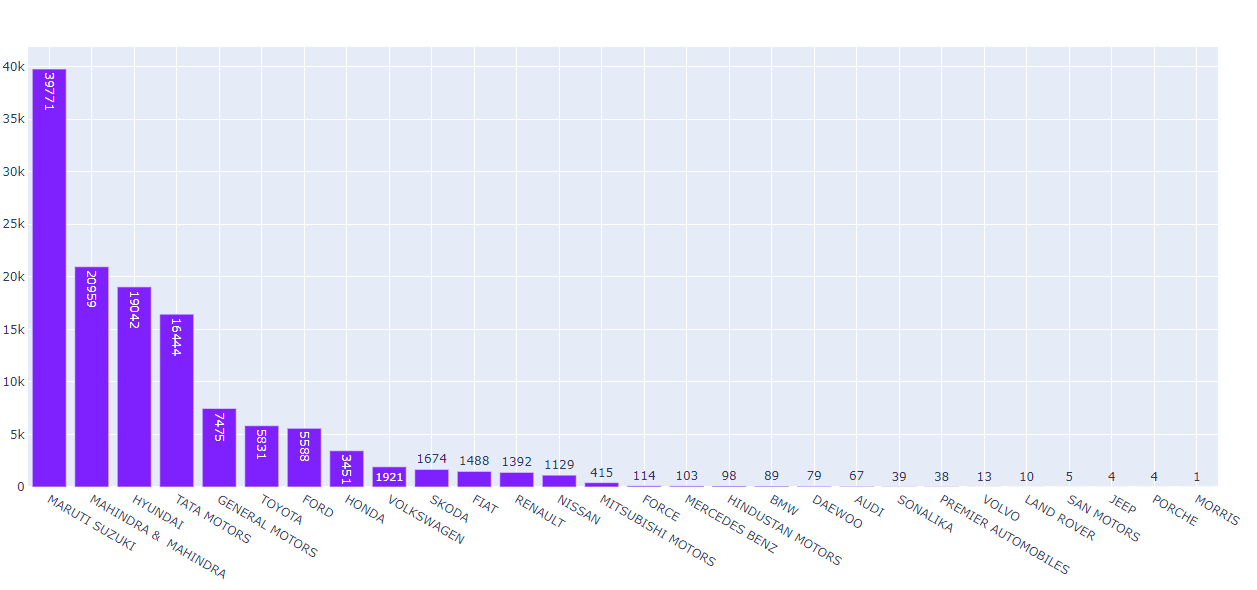 40k
35k
30k
25k
20k
15k
10k
5k
0
39771
20959
19042
16444
7475
5831
5588
3451
1921
1674
1488
1392
1129
415
114
103
98
89
79
67
39
38
13
10
5
4
4
1
MARUTI SUZUKI
MAHINDRA &  MAHINDRA
HYUNDAI
TATA MOTORS
GENERAL MOTORS
TOYOTA
FORD
HONDA
VOLKSWAGEN
SKODA
FIAT
RENAULT
NISSAN
MITSUBISHI MOTORS
FORCE
MERCEDES BENZ
HINDUSTAN MOTORS
BMW
DAEWOO
AUDI
SONALIKA
PREMIER AUTOMOBILES
VOLVO
LAND ROVER
SAN MOTORS
JEEP
PORCHE
MORRIS